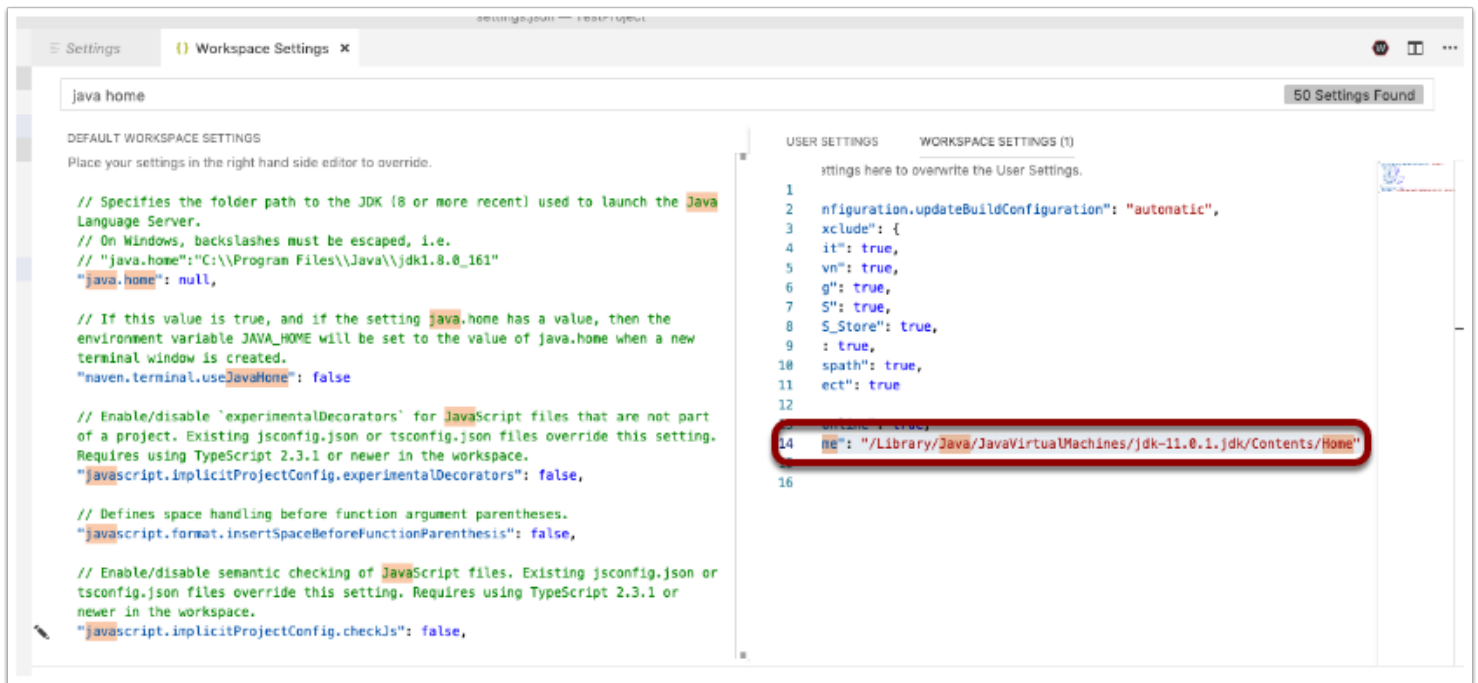 settings.json — TestProject
Settings
{} Workspace Settings ×
java home
50 Settings Found
DEFAULT WORKSPACE SETTINGS
Place your settings in the right hand side editor to override.
// Specifies the folder path to the JDK (8 or more recent) used to launch the Java
Language Server.
// On Windows, backslashes must be escaped, i.e.
// "java.home":"C:\\Program Files\\Java\\jdk1.8.0_161"
"java.home": null,
// If this value is true, and if the setting java.home has a value, then the
environment variable JAVA_HOME will be set to the value of java.home when a new
terminal window is created.
"maven.terminal.useJavaHome": false
// Enable/disable `experimentalDecorators` for JavaScript files that are not part
of a project. Existing jsconfig.json or tsconfig.json files override this setting.
Requires using TypeScript 2.3.1 or newer in the workspace.
"javascript.implicitProjectConfig.experimentalDecorators": false,
// Defines space handling before function argument parentheses.
"javascript.format.insertSpaceBeforeFunctionParenthesis": false,
// Enable/disable semantic checking of JavaScript files. Existing jsconfig.json or
tsconfig.json files override this setting. Requires using TypeScript 2.3.1 or
newer in the workspace.
"javascript.implicitProjectConfig.checkJs": false,
USER SETTINGS
WORKSPACE SETTINGS (1)
ettings here to overwrite the User Settings.
1
2 nfiguration.updateBuildConfiguration": "automatic",
3 xclude": {
4 it": true,
5 vn": true,
6 g": true,
7 S": true,
8 S_Store": true,
9 : true,
10 spath": true,
11 ect": true
12
13 online": true,
14 me": "/Library/Java/JavaVirtualMachines/jdk-11.0.1.jdk/Contents/Home"
15
16